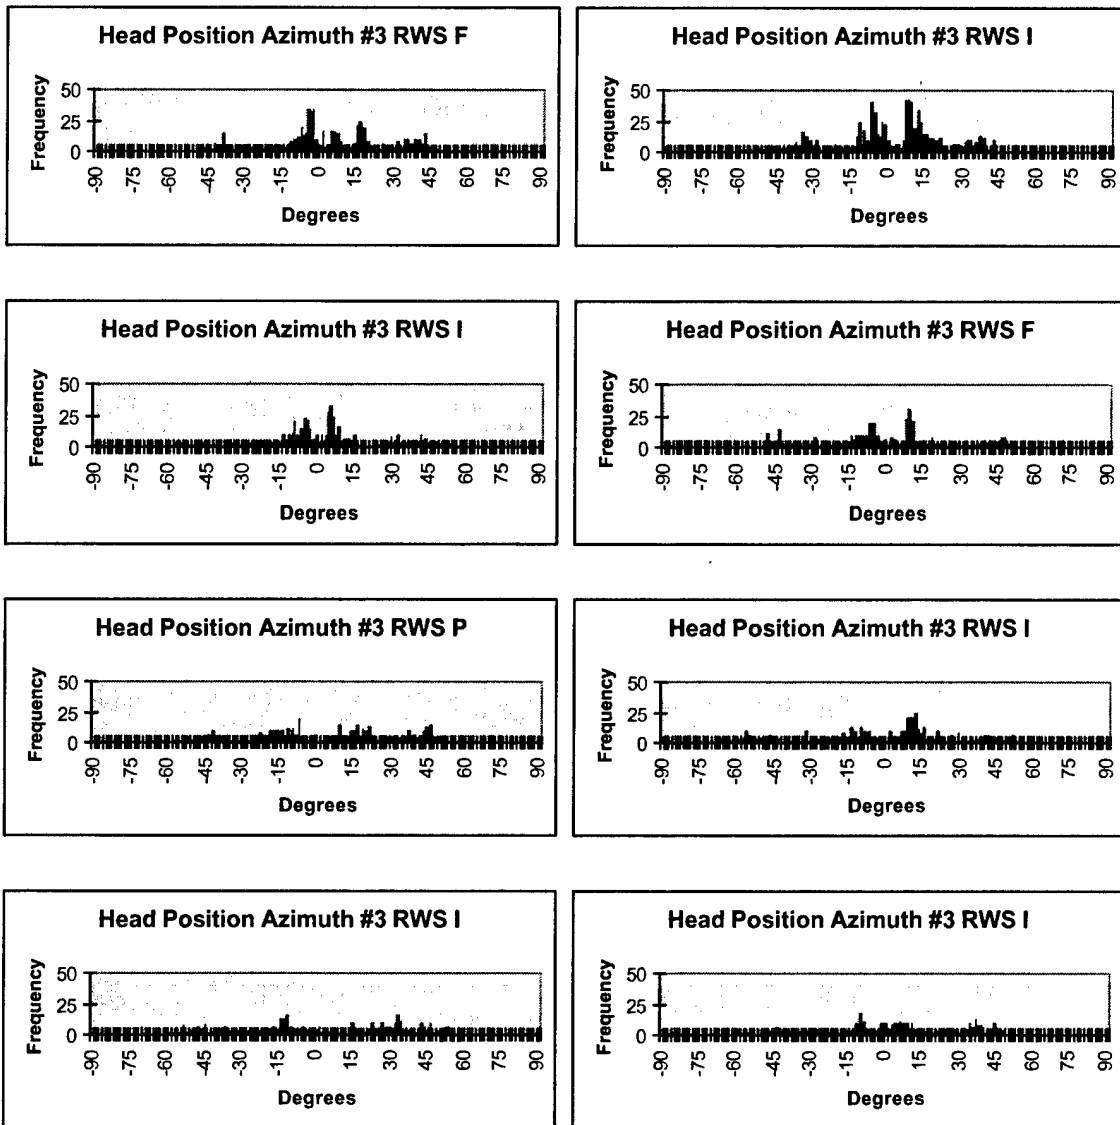 Head Position Azimuth #3 RWS F
Frequency
50
25
0
-90 -75 -60 -45 -30 -15 0 15 30 45 60 75 90
Degrees
Head Position Azimuth #3 RWS I
Frequency
50
25
0
-90 -75 -60 -45 -30 -15 0 15 30 45 60 75 90
Degrees
Head Position Azimuth #3 RWS I
Frequency
50
25
0
-90 -75 -60 -45 -30 -15 0 15 30 45 60 75 90
Degrees
Head Position Azimuth #3 RWS F
Frequency
50
25
0
-90 -75 -60 -45 -30 -15 0 15 30 45 60 75 90
Degrees
Head Position Azimuth #3 RWS P
Frequency
50
25
0
-90 -75 -60 -45 -30 -15 0 15 30 45 60 75 90
Degrees
Head Position Azimuth #3 RWS I
Frequency
50
25
0
-90 -75 -60 -45 -30 -15 0 15 30 45 60 75 90
Degrees
Head Position Azimuth #3 RWS I
Frequency
50
25
0
-90 -75 -60 -45 -30 -15 0 15 30 45 60 75 90
Degrees
Head Position Azimuth #3 RWS I
Frequency
50
25
0
-90 -75 -60 -45 -30 -15 0 15 30 45 60 75 90
Degrees